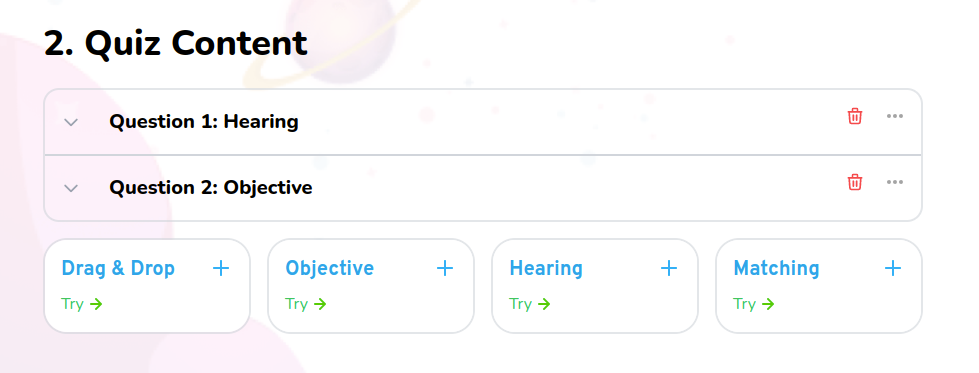 2. Quiz Content
Question 1: Hearing
Question 2: Objective
Drag & Drop
Try
Objective
Try
Hearing
Try
Matching
Try